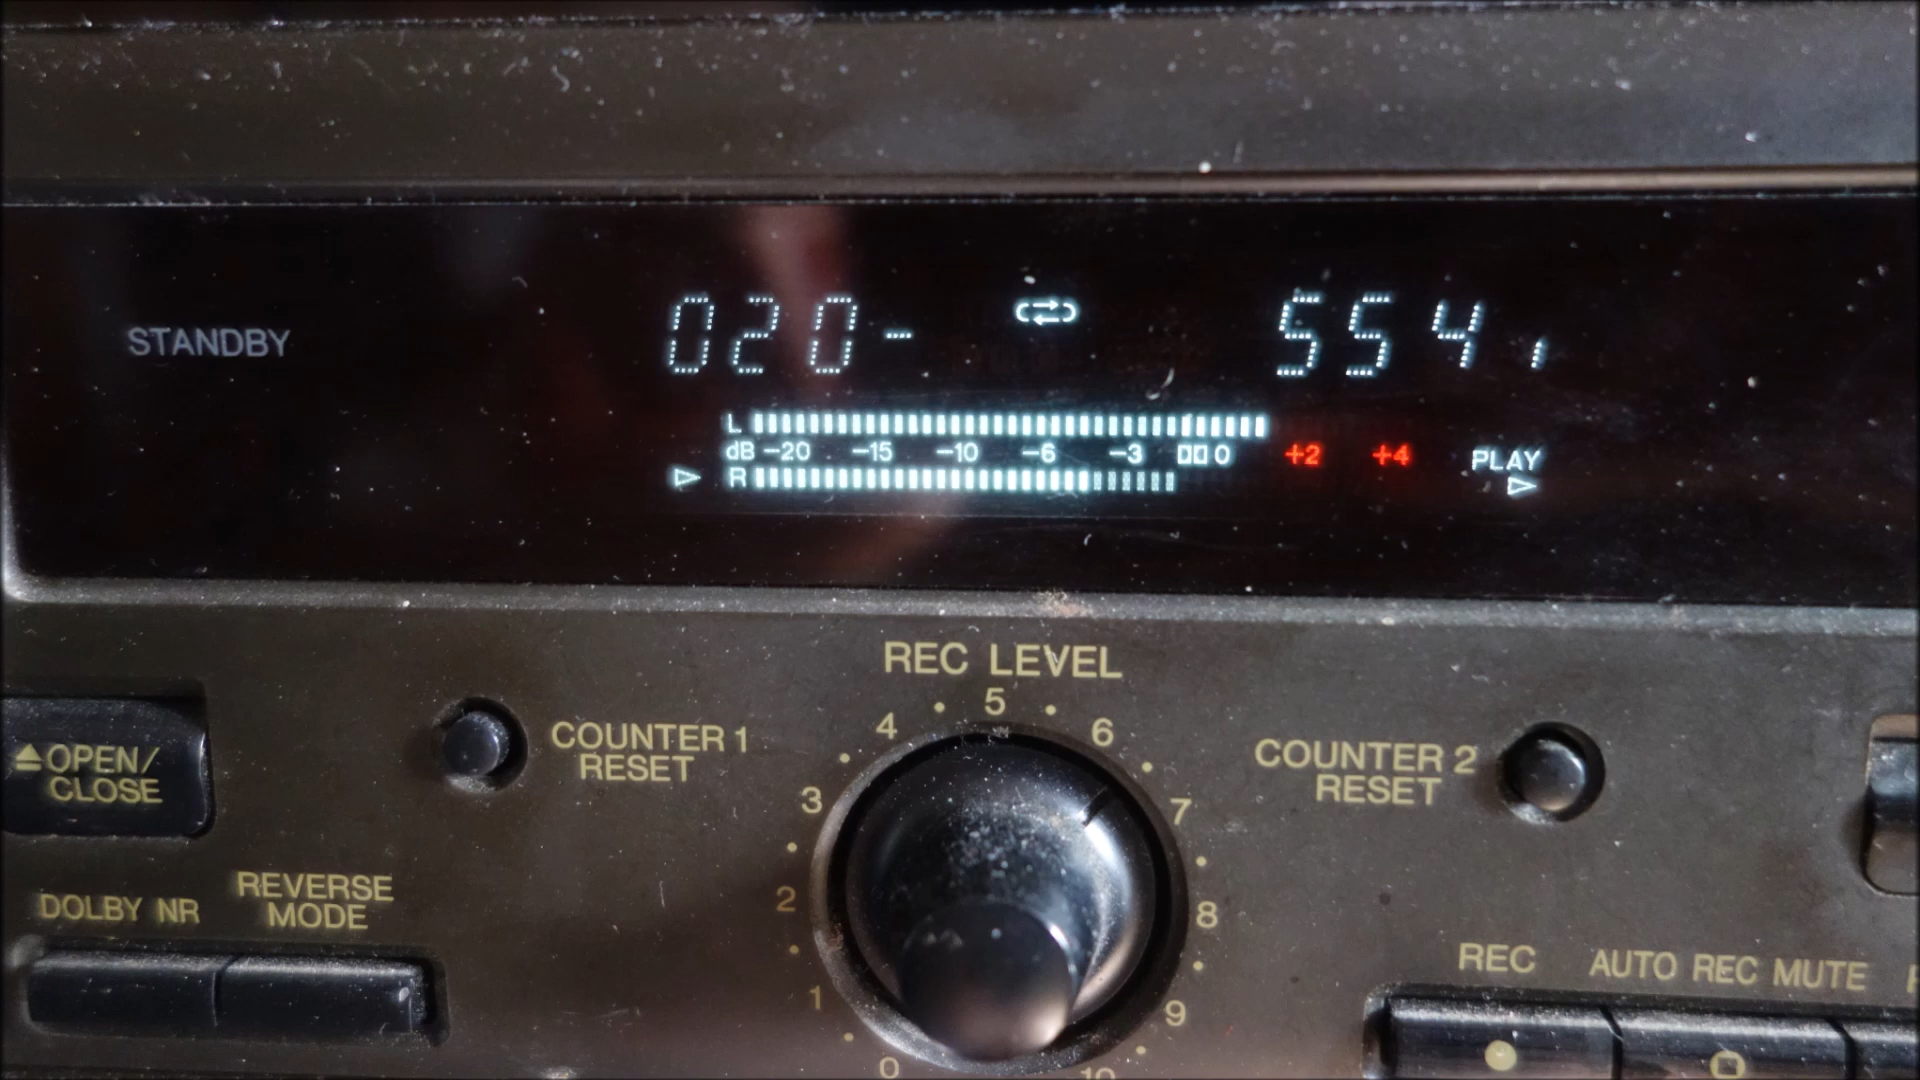 020- 554
STANDBY
L
dB -20 -15 -10 -6 -3 0 +2 +4
R
PLAY
REC LEVEL
0 1 2 3 4 5 6 7 8 9 10
OPEN/
CLOSE
COUNTER 1
RESET
COUNTER 2
RESET
DOLBY NR
REVERSE
MODE
REC
AUTO REC MUTE